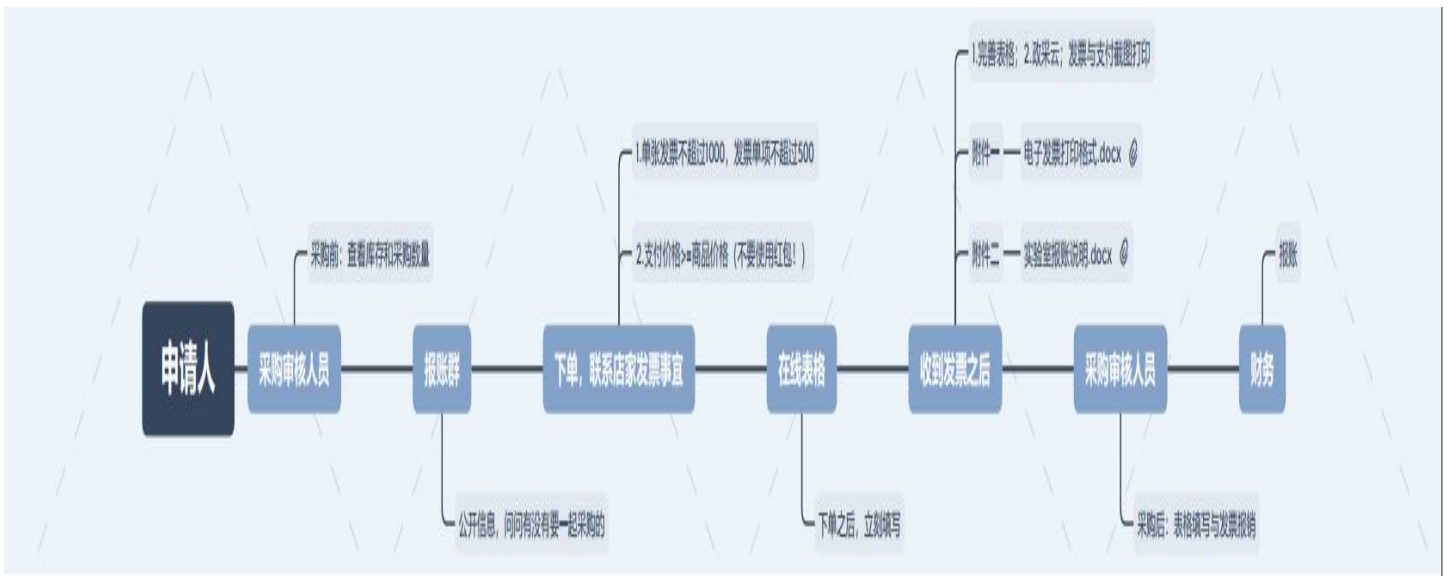 1.完善表格；2.政采云；发票与支付截图打印
1.单张发票不超过1000，发票单项不超过500
附件一
电子发票打印格式.docx
采购前：查看库存和采购数量
2.支付价格>=商品价格（不要使用红包！）
附件二
实验室报账说明.docx
报账
申请人
采购审核人员
报账群
下单，联系店家发票事宜
在线表格
收到发票之后
采购审核人员
财务
公开信息，问问有没有要一起采购的
下单之后，立刻填写
采购后：表格填写与发票报销